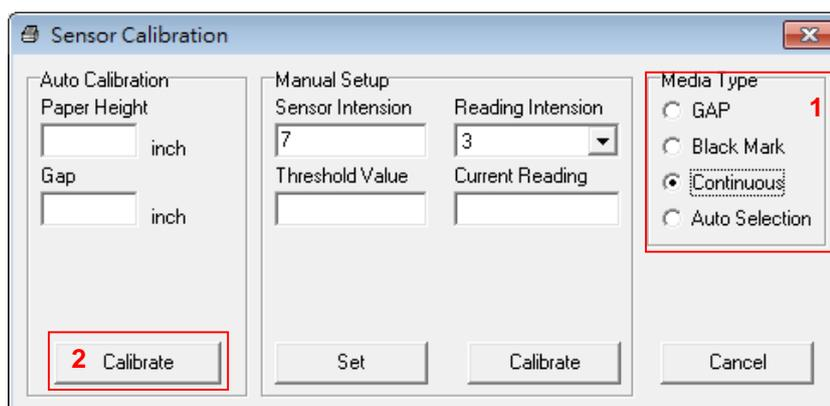 Sensor Calibration
Auto Calibration
Paper Height
inch
Gap
inch
2 Calibrate
Manual Setup
Sensor Intension Reading Intension
7 3
Threshold Value Current Reading
Set Calibrate
Media Type
GAP 1
Black Mark
Continuous
Auto Selection
Cancel